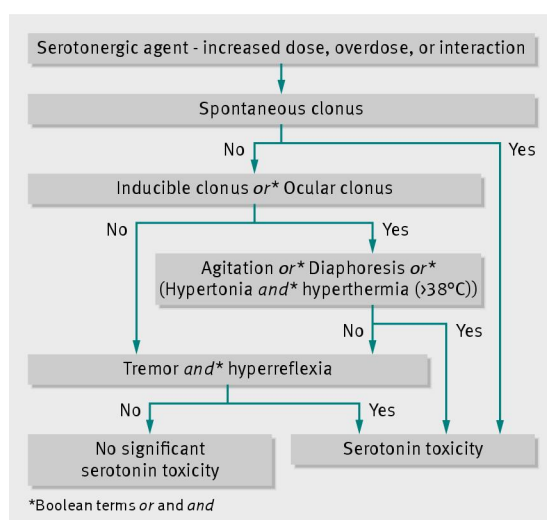 Serotonergic agent - increased dose, overdose, or interaction
Spontaneous clonus
No
Yes
Inducible clonus or* Ocular clonus
No
Yes
Agitation or* Diaphoresis or*
(Hypertonia and* hyperthermia (>38°C))
No
Yes
Tremor and* hyperreflexia
No
Yes
No significant
serotonin toxicity
Serotonin toxicity
*Boolean terms or and and